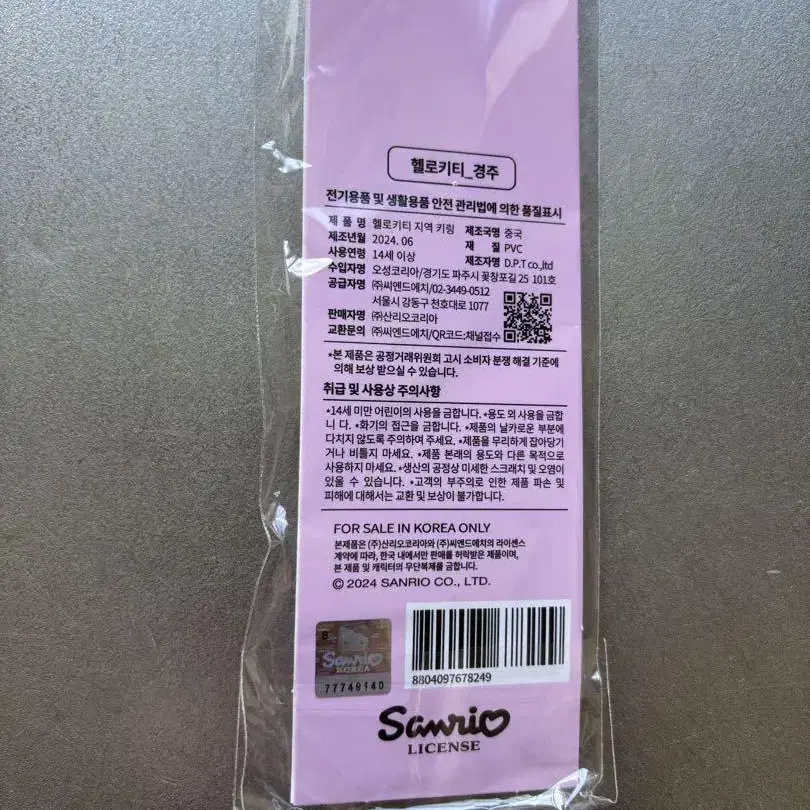 헬로키티_경주
전기용품 및 생활용품 안전 관리법에 의한 품질표시
제 품 명 헬로키티 지역 키링 제조국명 중국
제조년월 2024. 06 재 질 PVC
사용연령 14세 이상 제조자명 D.P.T co.,ltd
수입자명 오성코리아/경기도 파주시 꽃창포길 25 101호
공급자명 ㈜씨엔드에치/02-3449-0512
서울시 강동구 천호대로 1077
판매자명 ㈜산리오코리아
교환문의 ㈜씨엔드에치/QR코드:채널접수
*본 제품은 공정거래위원회 고시 소비자 분쟁 해결 기준에
의해 보상 받으실 수 있습니다.
취급 및 사용상 주의사항
*14세 미만 어린이의 사용을 금합니다. *용도 외 사용을 금합
니 다. *화기의 접근을 금합니다. *제품의 날카로운 부분에
다치지 않도록 주의하여 주세요. *제품을 무리하게 잡아당기
거나 비틀지 마세요. *제품 본래의 용도와 다른 목적으로
사용하지 마세요. *생산의 공정상 미세한 스크래치 및 오염이
있을 수 있습니다. *고객의 부주의로 인한 제품 파손 및
피해에 대해서는 교환 및 보상이 불가합니다.
FOR SALE IN KOREA ONLY
본제품은 (주)산리오코리아와 (주)씨엔드에치의 라이센스
계약에 따라, 한국 내에서만 판매를 허락받은 제품이며,
본 제품 및 캐릭터의 무단복제를 금합니다.
© 2024 SANRIO CO., LTD.
B
Sanrio
KOREA
77749140
8804097678249
Sanrio
LICENSE